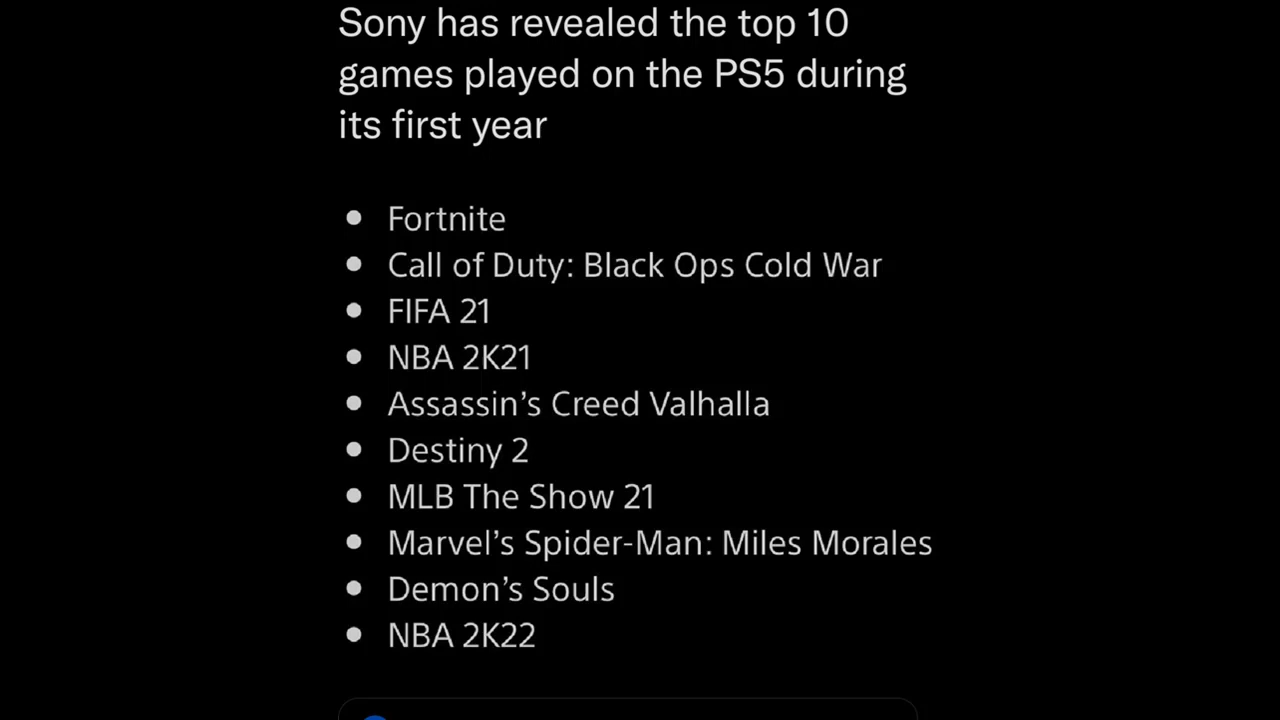 Sony has revealed the top 10
games played on the PS5 during
its first year
• Fortnite
• Call of Duty: Black Ops Cold War
• FIFA 21
• NBA 2K21
• Assassin’s Creed Valhalla
• Destiny 2
• MLB The Show 21
• Marvel’s Spider-Man: Miles Morales
• Demon’s Souls
• NBA 2K22